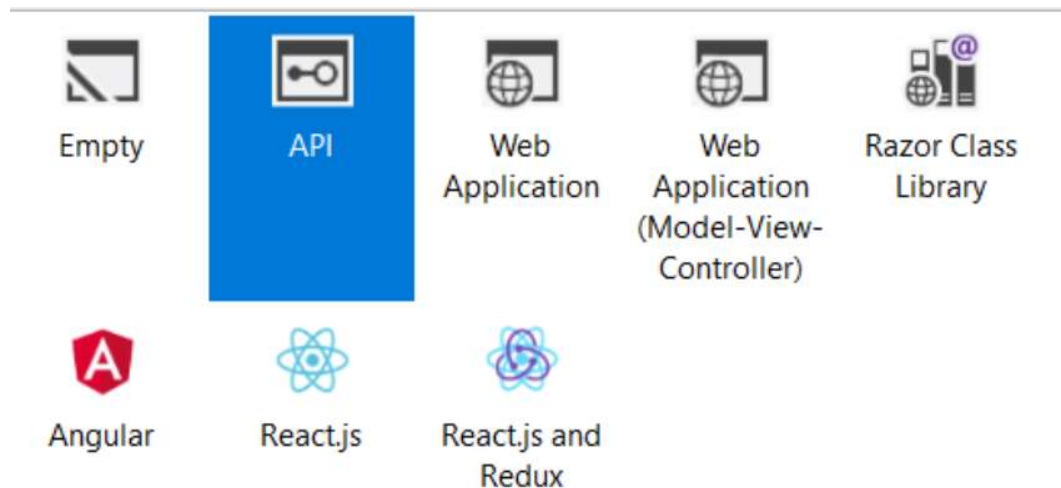 Empty
API
Web
Application
Web
Application
(Model-View-
Controller)
Razor Class
Library
Angular
React.js
React.js and
Redux